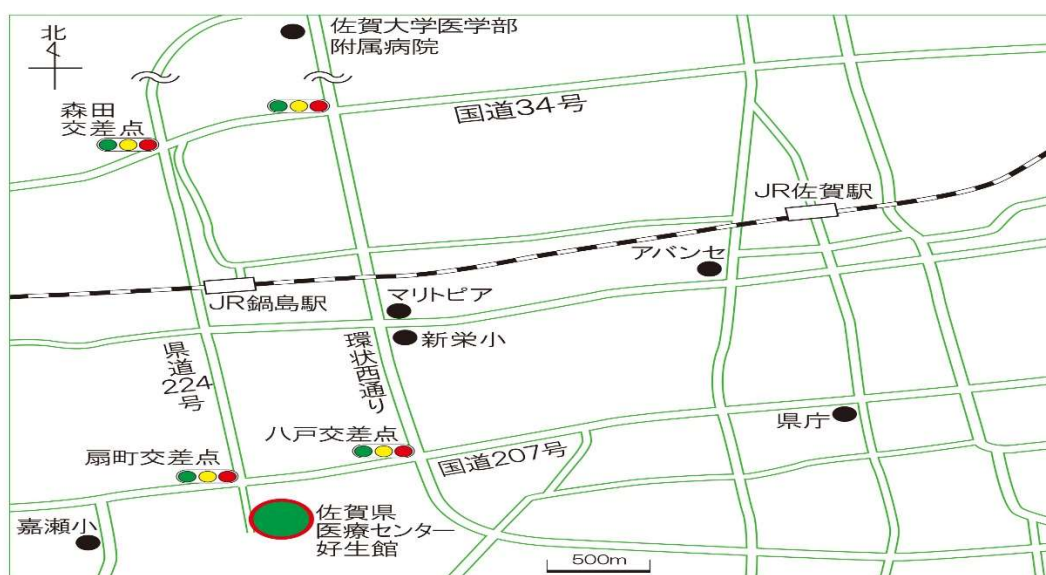 北
佐賀大学医学部
附属病院
森田
交差点
国道34号
JR佐賀駅
アバンセ
JR鍋島駅
マリトピア
新栄小
県道224号
環状西通り
県庁
八戸交差点
国道207号
扇町交差点
嘉瀬小
佐賀県
医療センター
好生館
500m